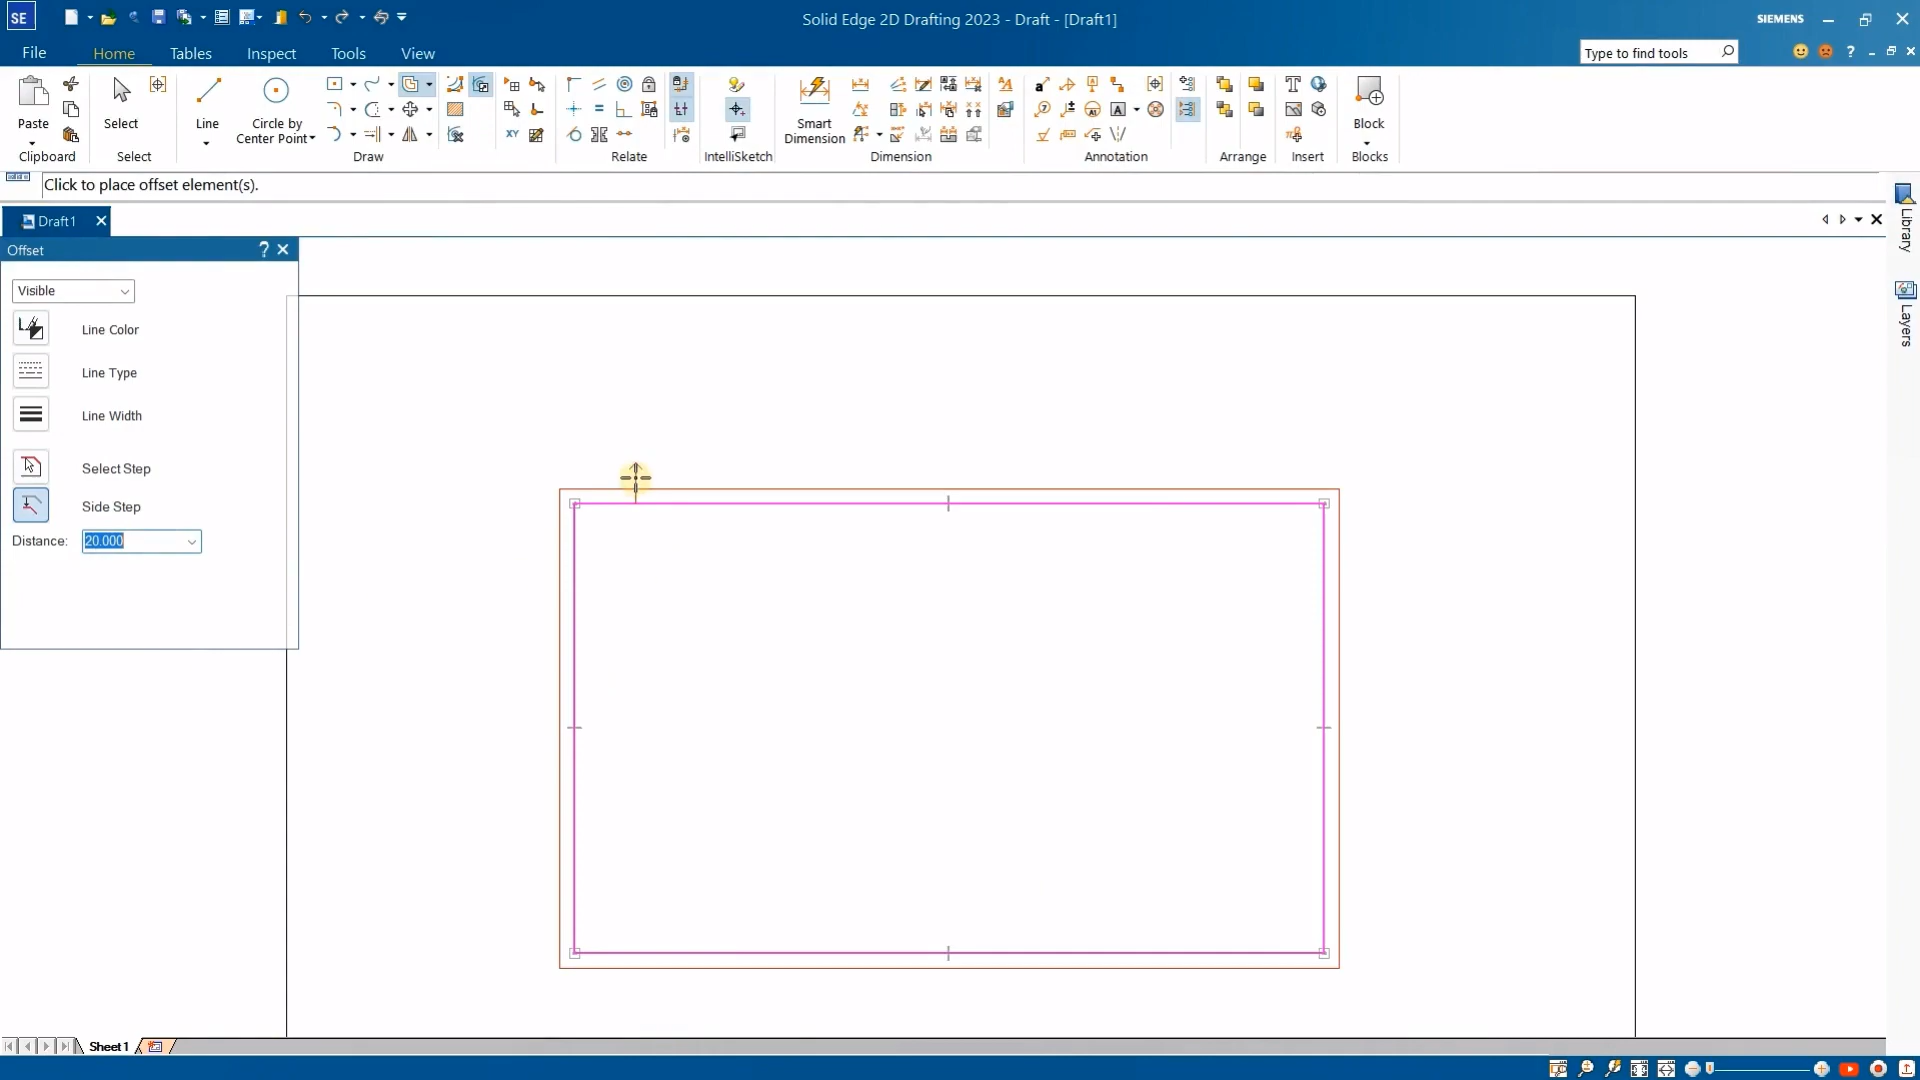 SE
Solid Edge 2D Drafting 2023 - Draft - [Draft1]
SIEMENS
File
Home
Tables
Inspect
Tools
View
Type to find tools
Paste
Select
Line
Circle by
Center Point
Smart
Dimension
Block
XY
Clipboard
Select
Draw
Relate
IntelliSketch
Dimension
Annotation
Arrange
Insert
Blocks
Click to place offset element(s).
Draft1
Offset
Visible
Line Color
Line Type
Line Width
Select Step
Side Step
Distance:
20.000
Library
Layers
Sheet1